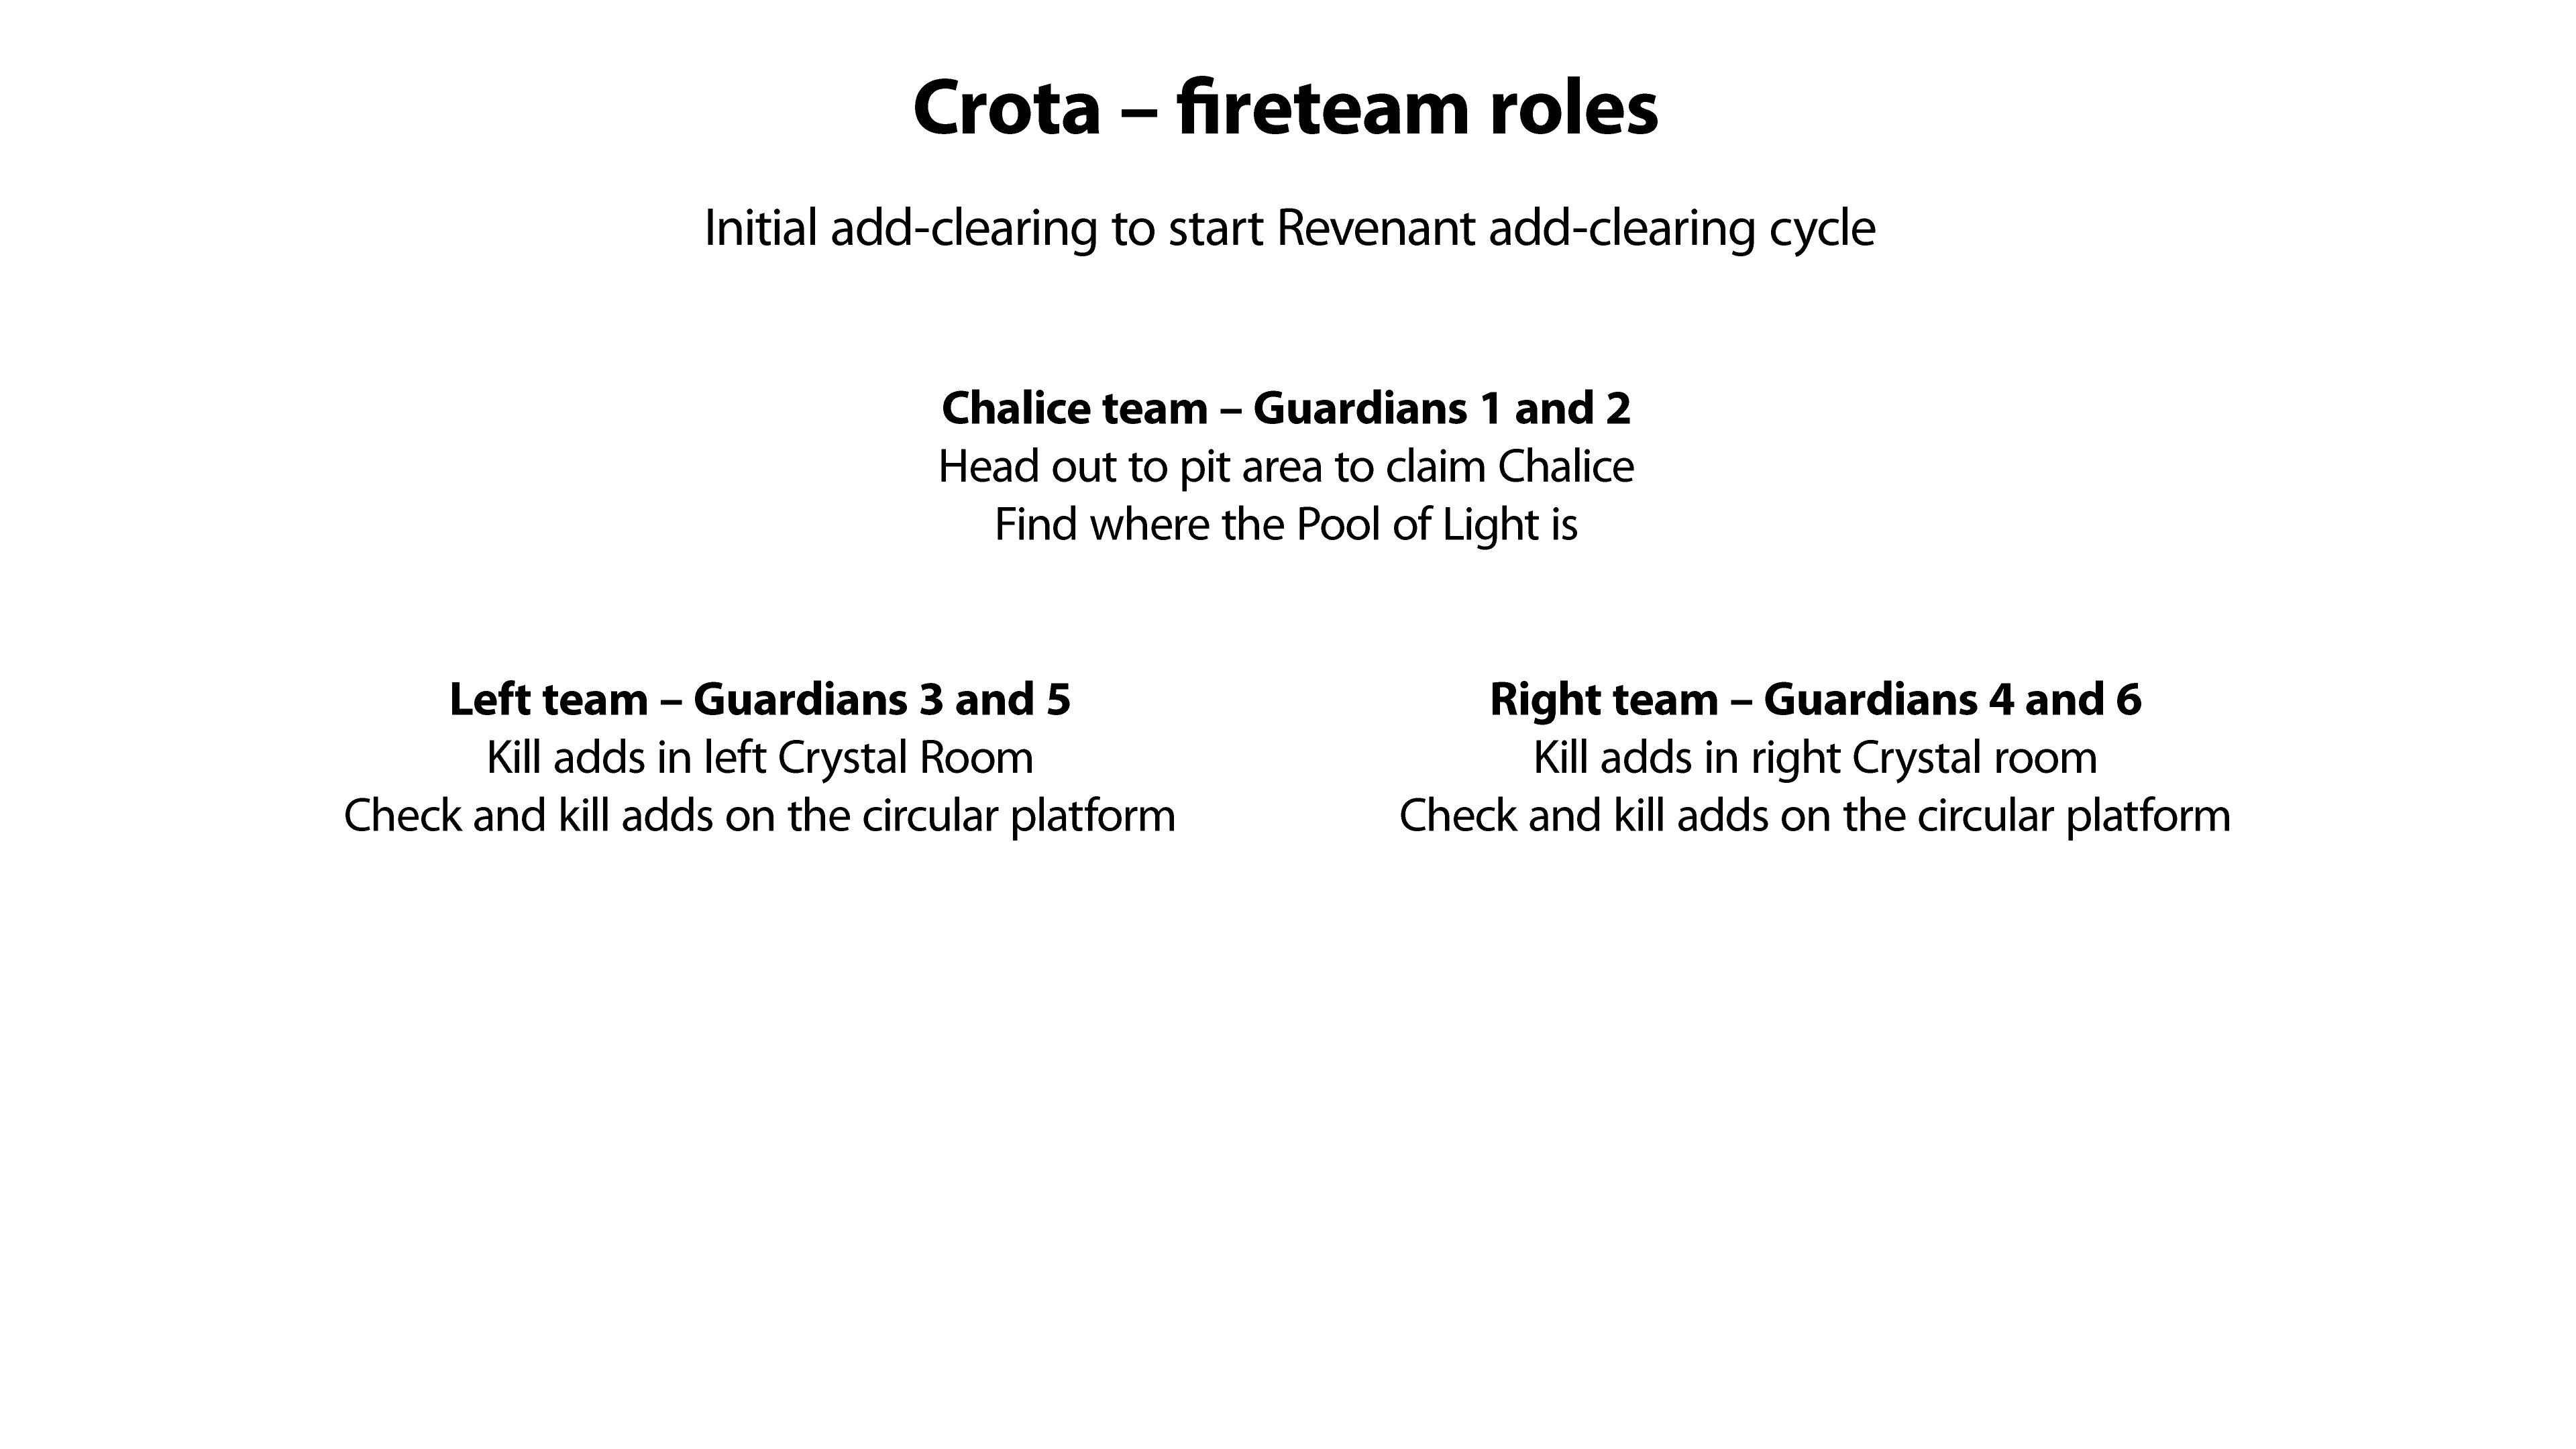 Crota – fireteam roles
Initial add-clearing to start Revenant add-clearing cycle
Chalice team – Guardians 1 and 2
Head out to pit area to claim Chalice
Find where the Pool of Light is
Left team – Guardians 3 and 5
Kill adds in left Crystal Room
Check and kill adds on the circular platform
Right team – Guardians 4 and 6
Kill adds in right Crystal room
Check and kill adds on the circular platform